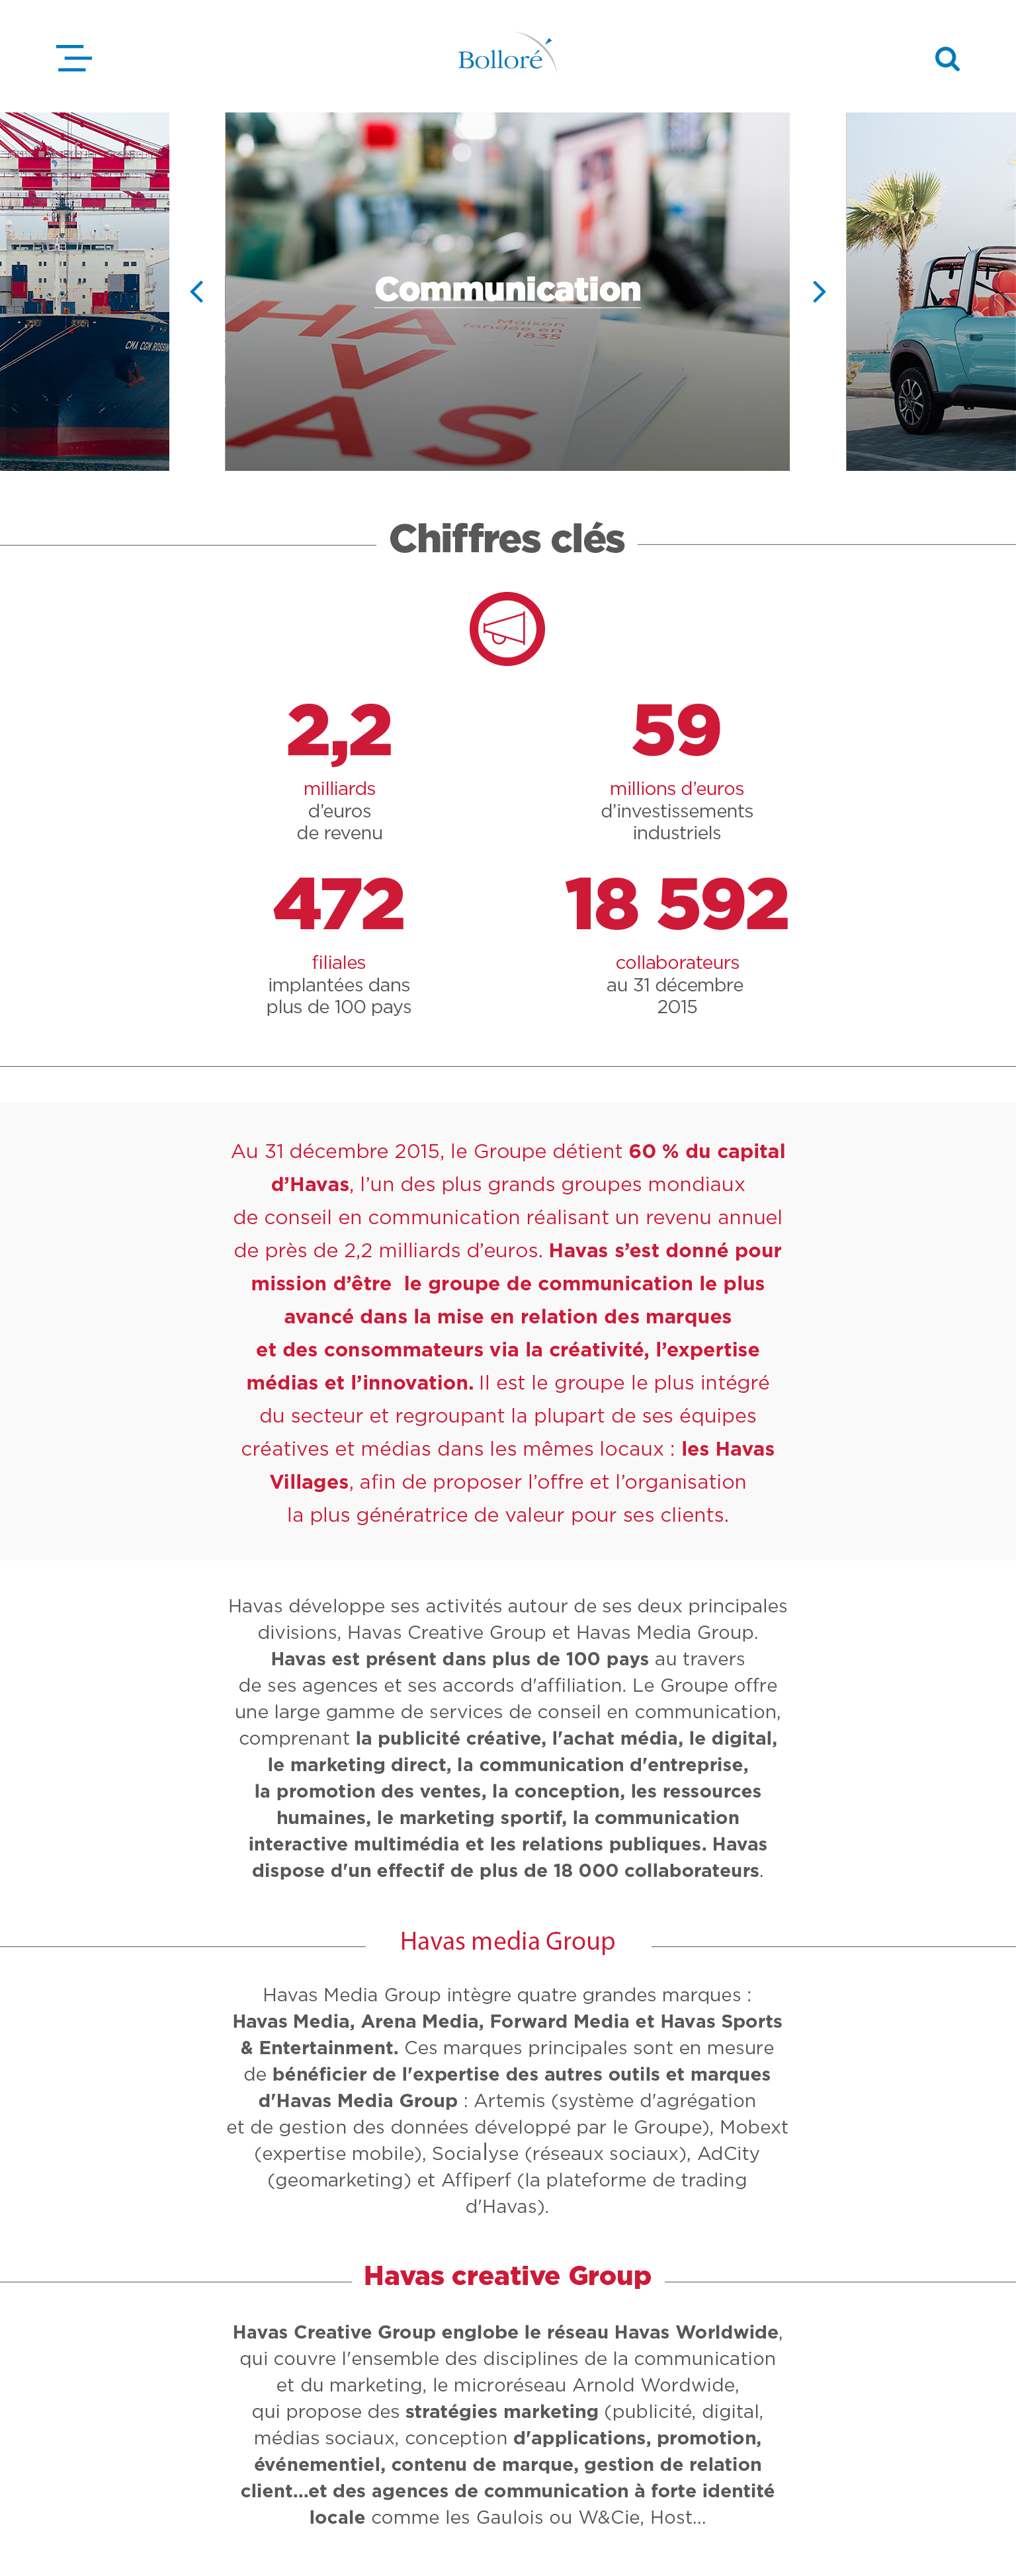 Bolloré
CMA CGM
Communication
HA
V
AS
Maison
fondée en
1835
Chiffres clés
2,2
milliards
d’euros
de revenu
59
millions d’euros
d’investissements
industriels
472
filiales
implantées dans
plus de 100 pays
18 592
collaborateurs
au 31 décembre
2015
Au 31 décembre 2015, le Groupe détient 60 % du capital
d’Havas, l’un des plus grands groupes mondiaux
de conseil en communication réalisant un revenu annuel
de près de 2,2 milliards d’euros. Havas s’est donné pour
mission d’être le groupe de communication le plus
avancé dans la mise en relation des marques
et des consommateurs via la créativité, l’expertise
médias et l’innovation. Il est le groupe le plus intégré
du secteur et regroupant la plupart de ses équipes
créatives et médias dans les mêmes locaux : les Havas
Villages, afin de proposer l’offre et l’organisation
la plus génératrice de valeur pour ses clients.
Havas développe ses activités autour de ses deux principales
divisions, Havas Creative Group et Havas Media Group.
Havas est présent dans plus de 100 pays au travers
de ses agences et ses accords d'affiliation. Le Groupe offre
une large gamme de services de conseil en communication,
comprenant la publicité créative, l'achat média, le digital,
le marketing direct, la communication d'entreprise,
la promotion des ventes, la conception, les ressources
humaines, le marketing sportif, la communication
interactive multimédia et les relations publiques. Havas
dispose d'un effectif de plus de 18 000 collaborateurs.
Havas media Group
Havas Media Group intègre quatre grandes marques :
Havas Media, Arena Media, Forward Media et Havas Sports
& Entertainment. Ces marques principales sont en mesure
de bénéficier de l'expertise des autres outils et marques
d'Havas Media Group : Artemis (système d'agrégation
et de gestion des données développé par le Groupe), Mobext
(expertise mobile), Socialyse (réseaux sociaux), AdCity
(geomarketing) et Affiperf (la plateforme de trading
d'Havas).
Havas creative Group
Havas Creative Group englobe le réseau Havas Worldwide,
qui couvre l'ensemble des disciplines de la communication
et du marketing, le microréseau Arnold Wordwide,
qui propose des stratégies marketing (publicité, digital,
médias sociaux, conception d'applications, promotion,
événementiel, contenu de marque, gestion de relation
client...et des agences de communication à forte identité
locale comme les Gaulois ou W&Cie, Host...